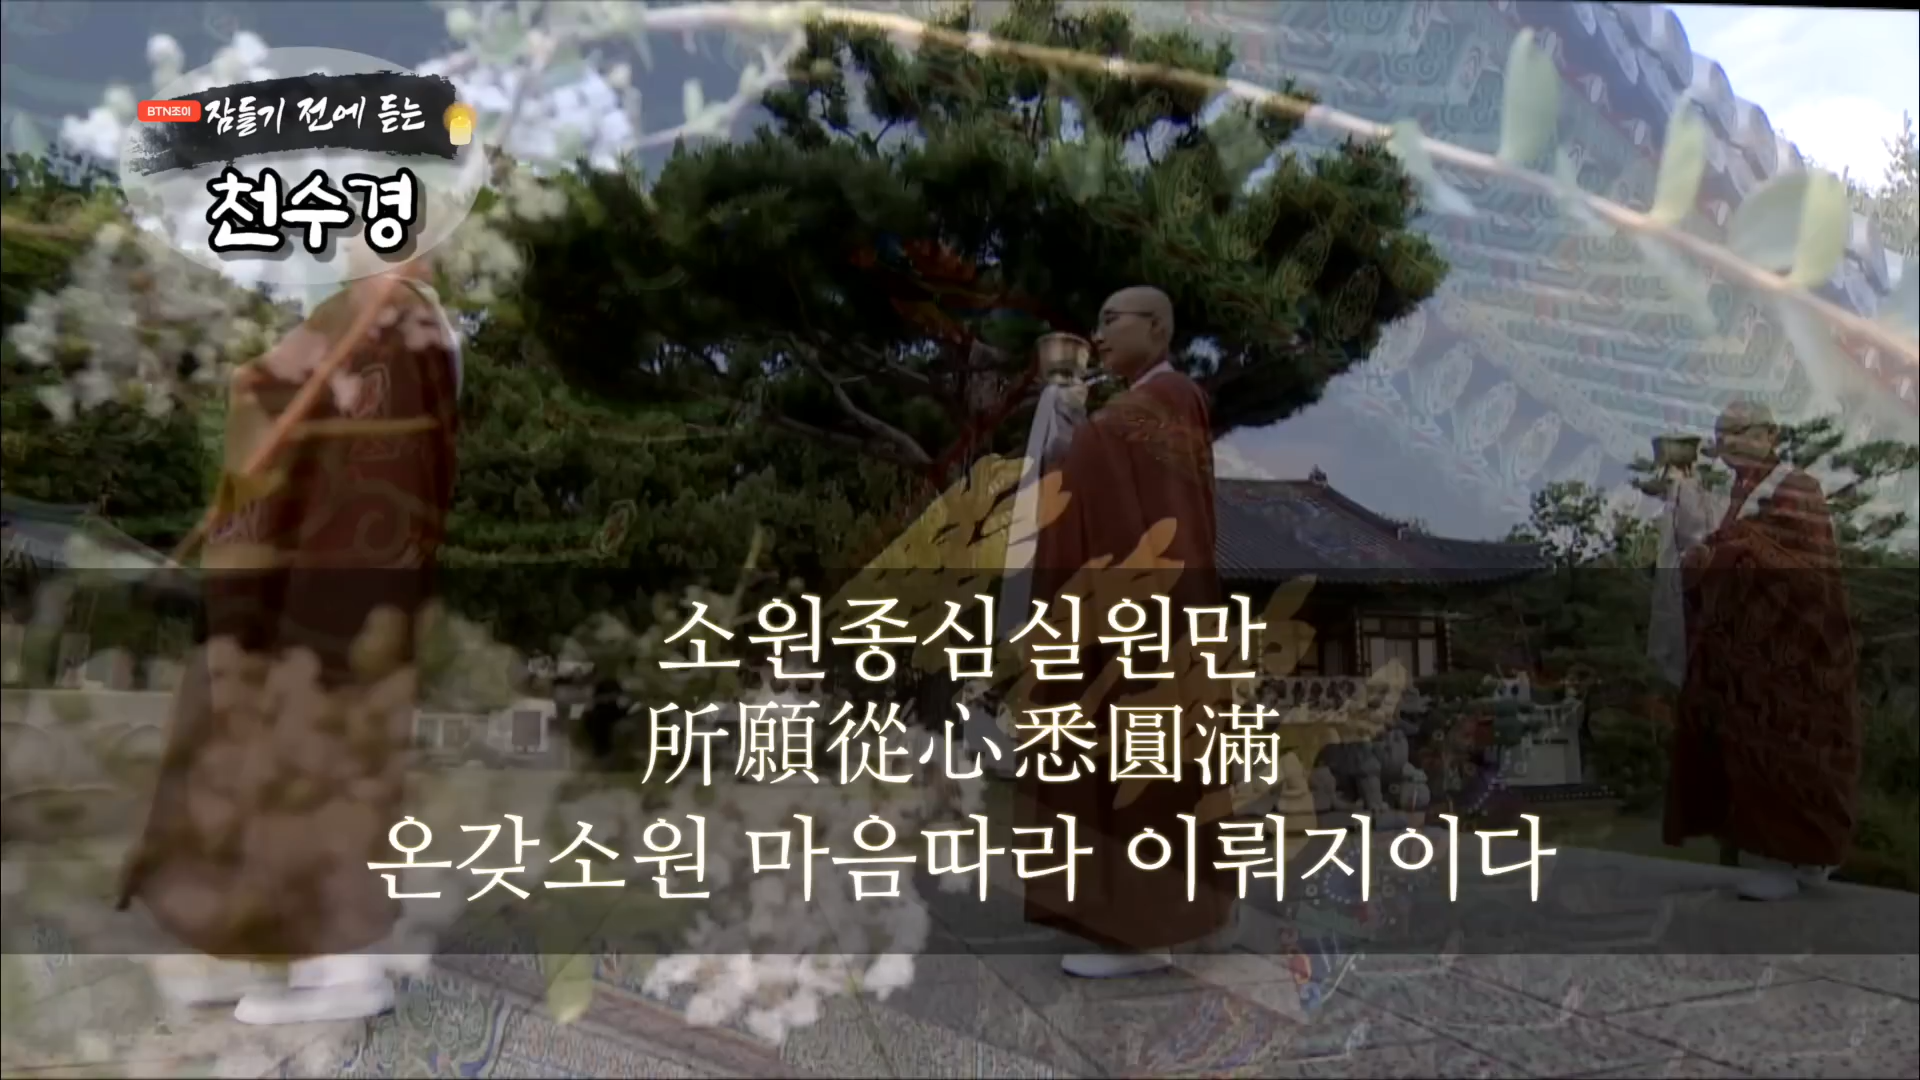 BTN조이 잠들기 전에 듣는
천수경
소원종심실원만
所願從心悉圓滿
온갖소원 마음따라 이뤄지이다